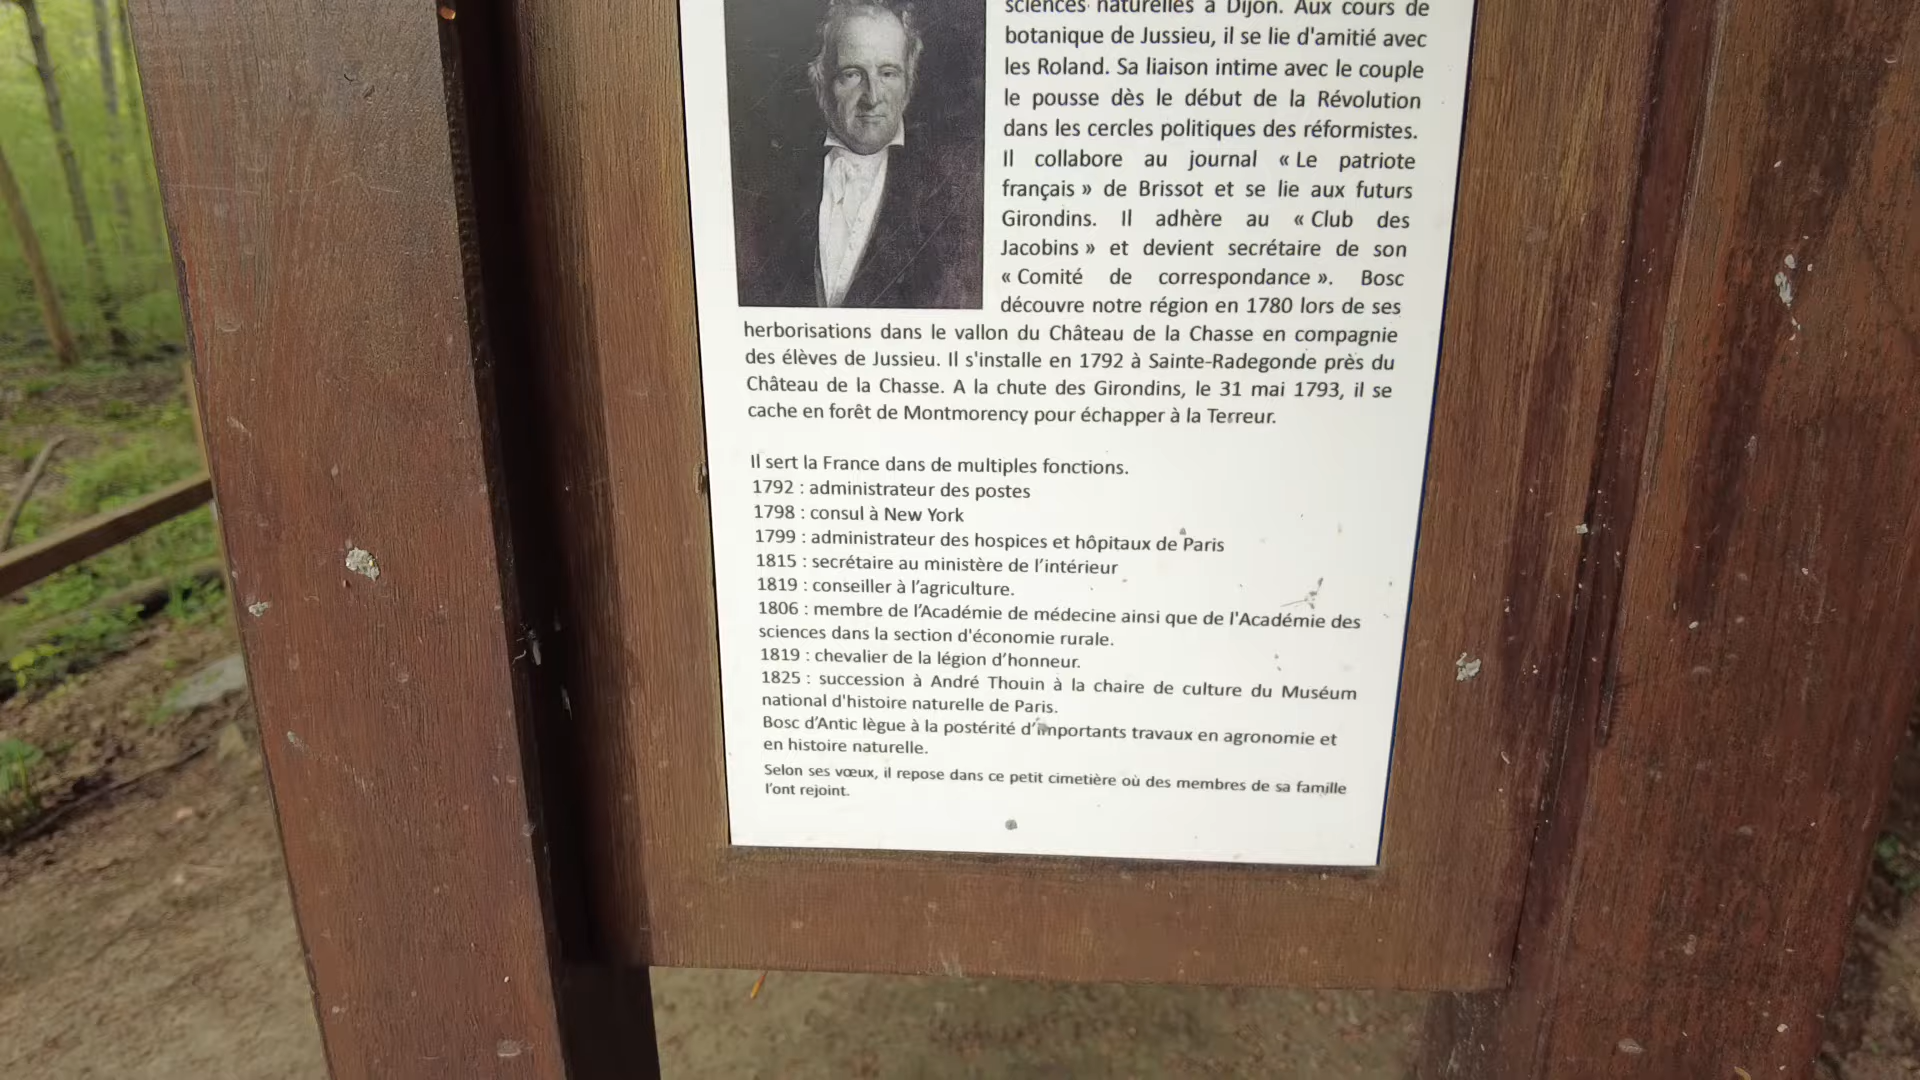 sciences naturelles à Dijon. Aux cours de
botanique de Jussieu, il se lie d'amitié avec
les Roland. Sa liaison intime avec le couple
le pousse dès le début de la Révolution
dans les cercles politiques des réformistes.
Il collabore au journal « Le patriote
français » de Brissot et se lie aux futurs
Girondins. Il adhère au « Club des
Jacobins » et devient secrétaire de son
« Comité de correspondance ». Bosc
découvre notre région en 1780 lors de ses
herborisations dans le vallon du Château de la Chasse en compagnie
des élèves de Jussieu. Il s'installe en 1792 à Sainte-Radegonde près du
Château de la Chasse. A la chute des Girondins, le 31 mai 1793, il se
cache en forêt de Montmorency pour échapper à la Terreur.
Il sert la France dans de multiples fonctions.
1792 : administrateur des postes
1798 : consul à New York
1799 : administrateur des hospices et hôpitaux de Paris
1815 : secrétaire au ministère de l’intérieur
1819 : conseiller à l’agriculture.
1806 : membre de l’Académie de médecine ainsi que de l'Académie des
sciences dans la section d'économie rurale.
1819 : chevalier de la légion d’honneur.
1825 : succession à André Thouin à la chaire de culture du Muséum
national d'histoire naturelle de Paris.
Bosc d’Antic lègue à la postérité d’importants travaux en agronomie et
en histoire naturelle.
Selon ses vœux, il repose dans ce petit cimetière où des membres de sa famille
l’ont rejoint.